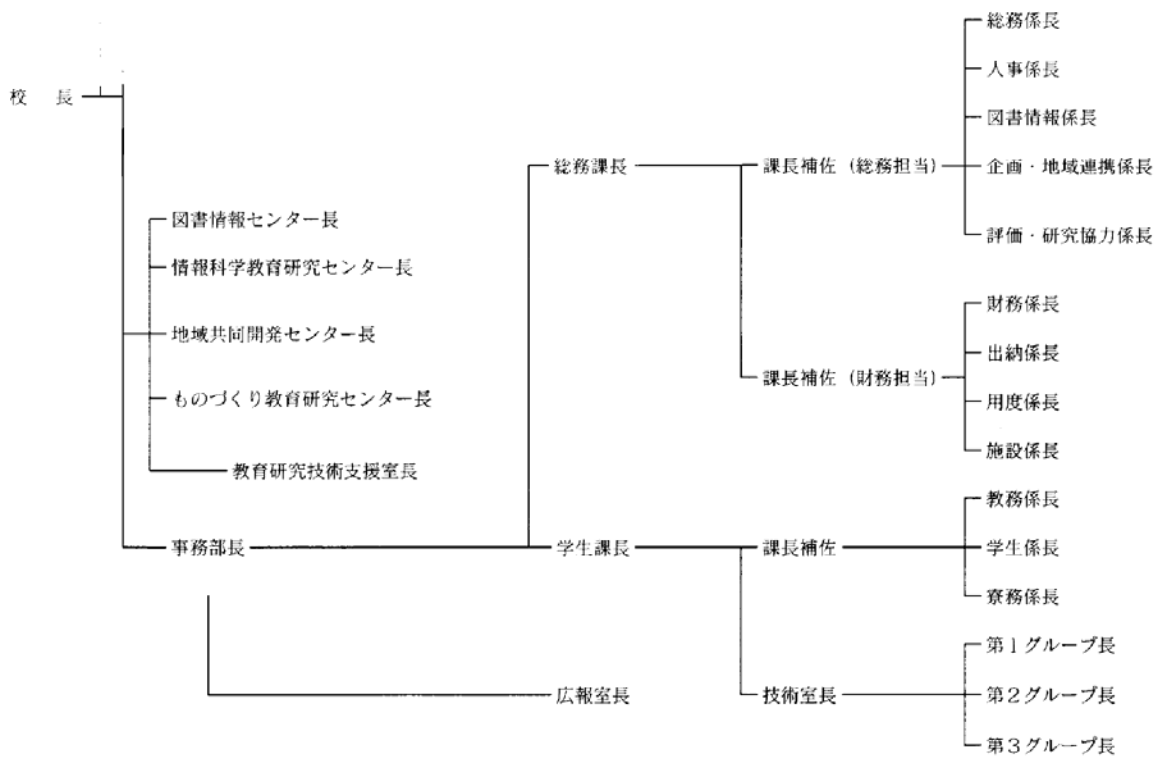 校　長
図書情報センター長
情報科学教育研究センター長
地域共同開発センター長
ものづくり教育研究センター長
教育研究技術支援室長
事務部長
総務課長
課長補佐（総務担当）
総務係長
人事係長
図書情報係長
企画・地域連携係長
評価・研究協力係長
課長補佐（財務担当）
財務係長
出納係長
用度係長
施設係長
学生課長
課長補佐
教務係長
学生係長
寮務係長
技術室長
第１グループ長
第２グループ長
第３グループ長
広報室長